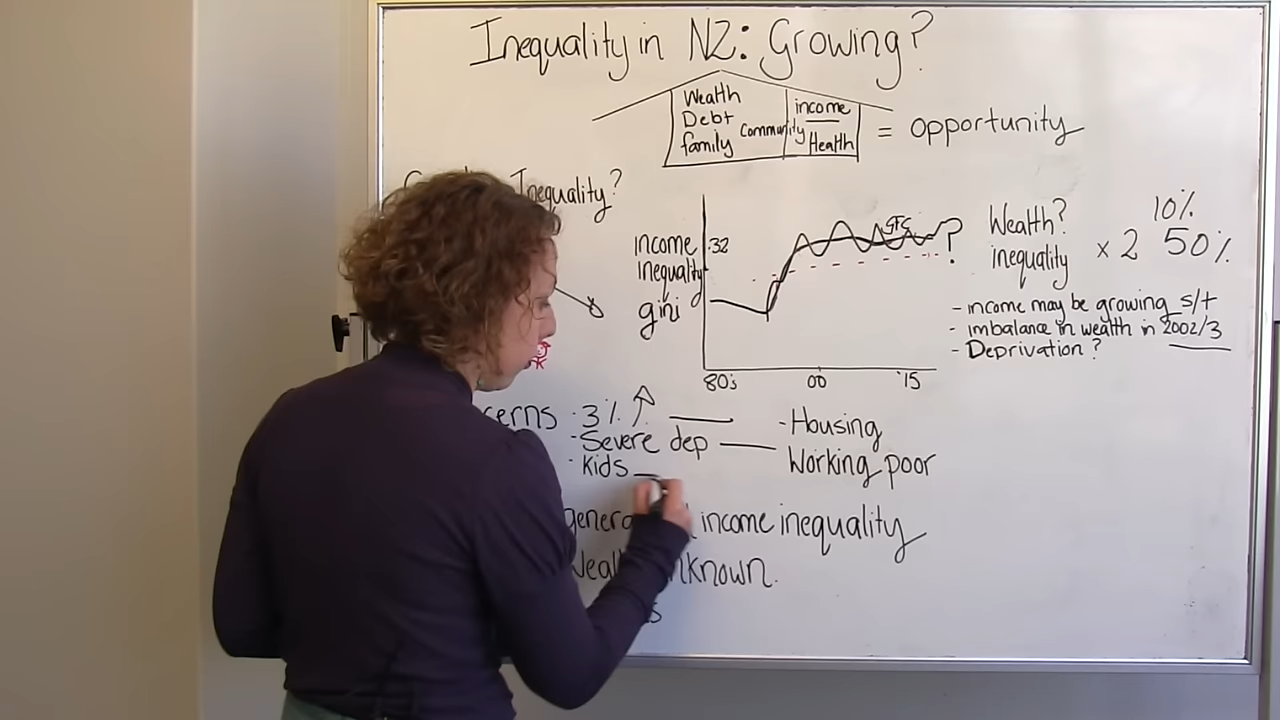 Inequality in NZ: Growing?
Wealth
Debt
family
Community
income
Health
= opportunity
Inequality?
income
inequality
gini
.32
GFC
?
80's
00
'15
Wealth?
inequality
x 2
10%
50%
- income may be growing s/t
- imbalance in wealth in 2002/3
- Deprivation?
· 3%
- Severe dep
· Kids
- Housing
Working poor
income inequality